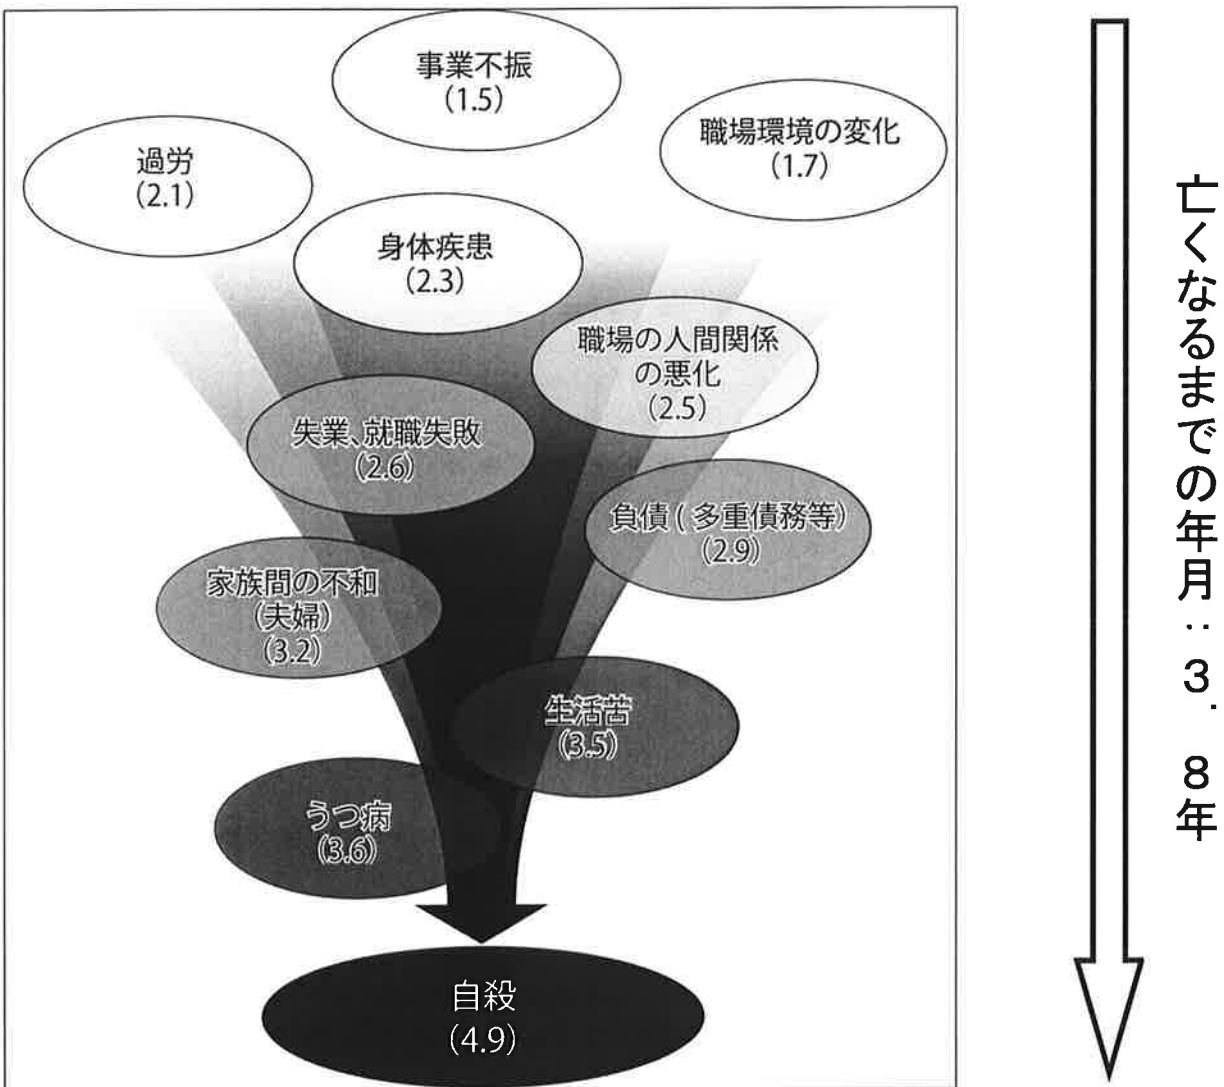 事業不振
(1.5)
職場環境の変化
(1.7)
過労
(2.1)
身体疾患
(2.3)
職場の人間関係
の悪化
(2.5)
失業、就職失敗
(2.6)
負債(多重債務等)
(2.9)
家族間の不和
(夫婦)
(3.2)
生活苦
(3.5)
うつ病
(3.6)
自殺
(4.9)
亡くなるまでの年月：３．８年